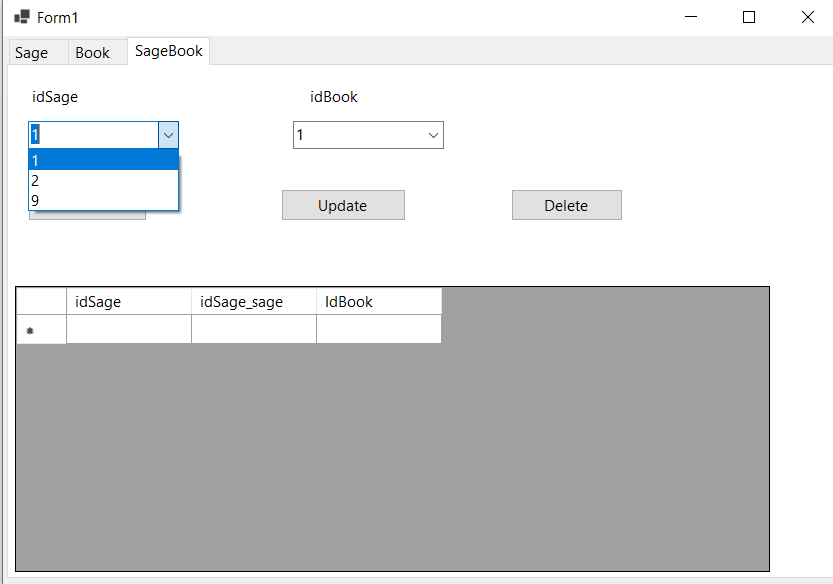 Form1
Sage Book SageBook
idSage idBook
1 1
1
2
9
Update Delete
idSage idSage_sage IdBook